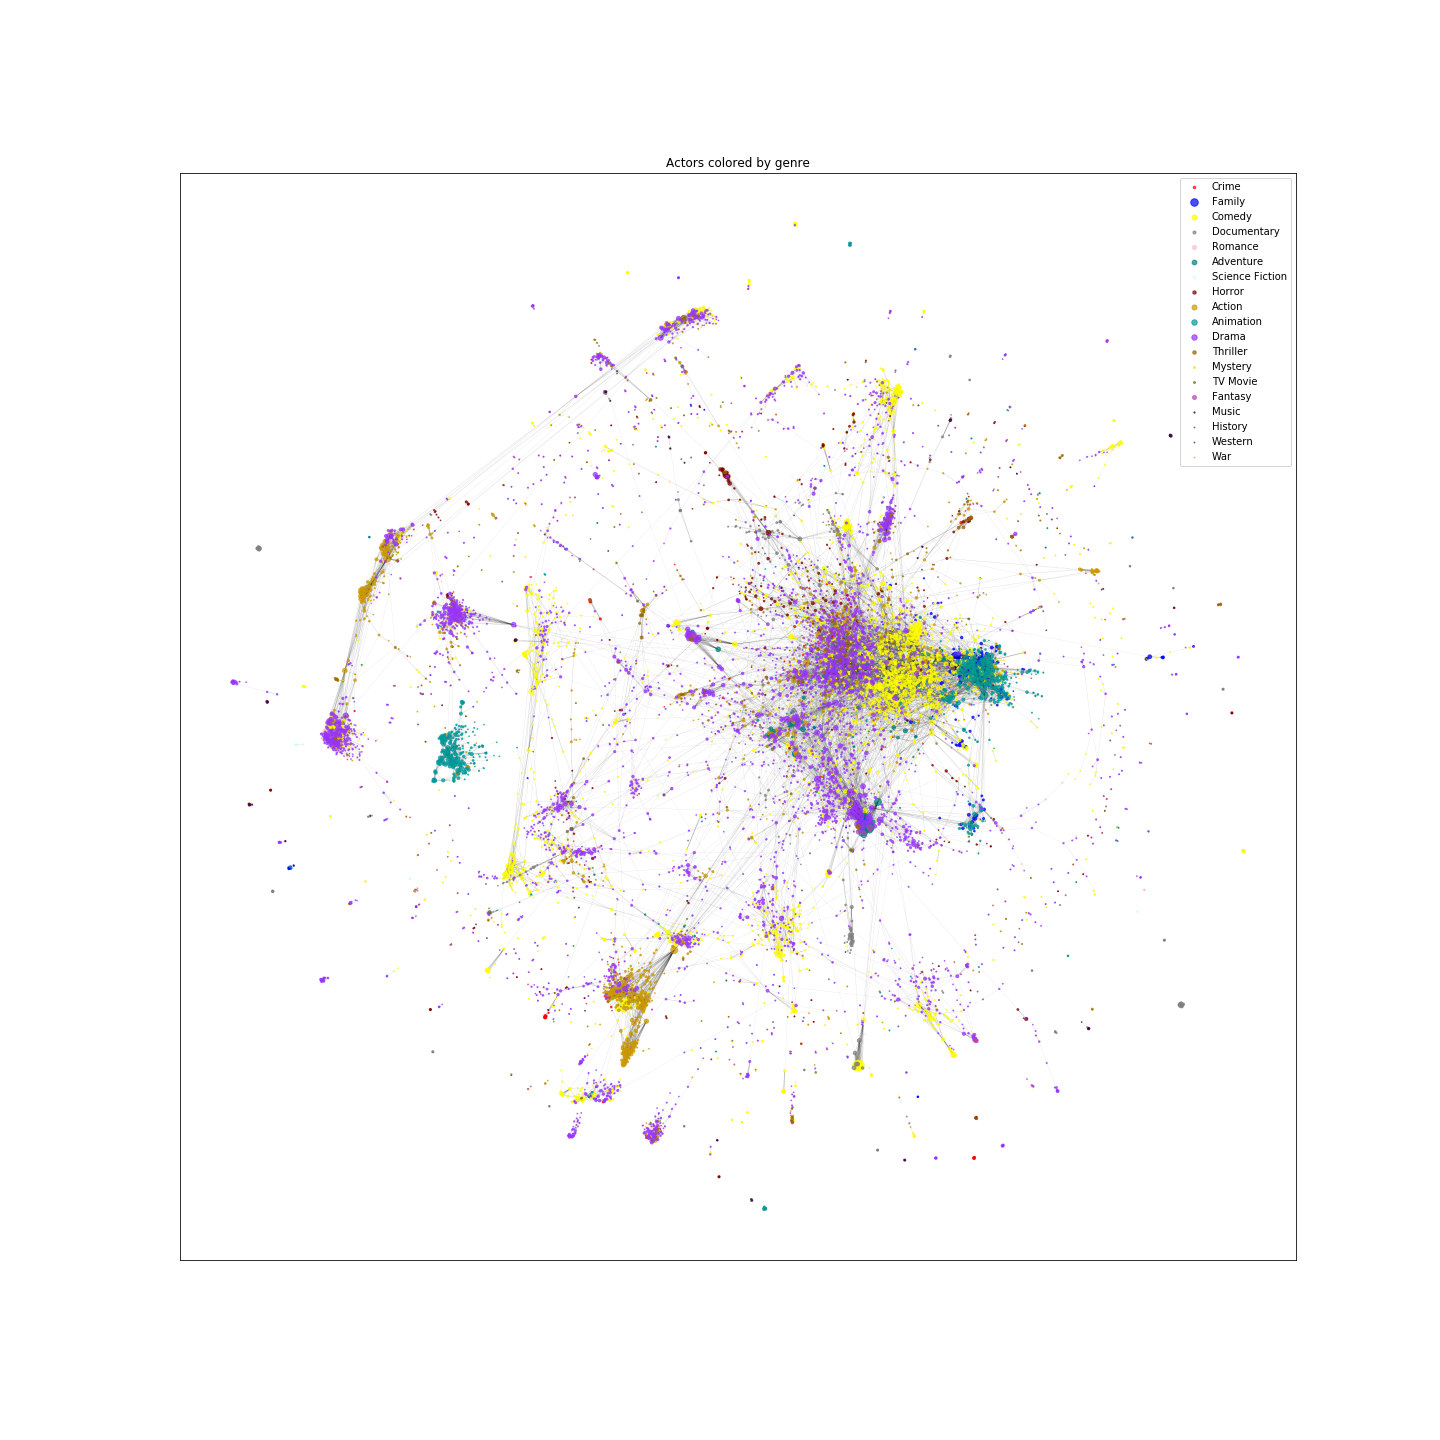 Actors colored by genre
Crime
Family
Comedy
Documentary
Romance
Adventure
Science Fiction
Horror
Action
Animation
Drama
Thriller
Mystery
TV Movie
Fantasy
Music
History
Western
War